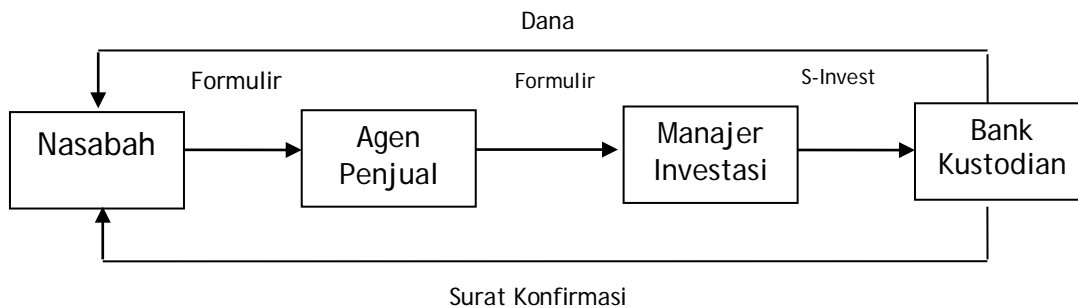 Dana
Formulir
Formulir
S-Invest
Nasabah
Agen
Penjual
Manajer
Investasi
Bank
Kustodian
Surat Konfirmasi